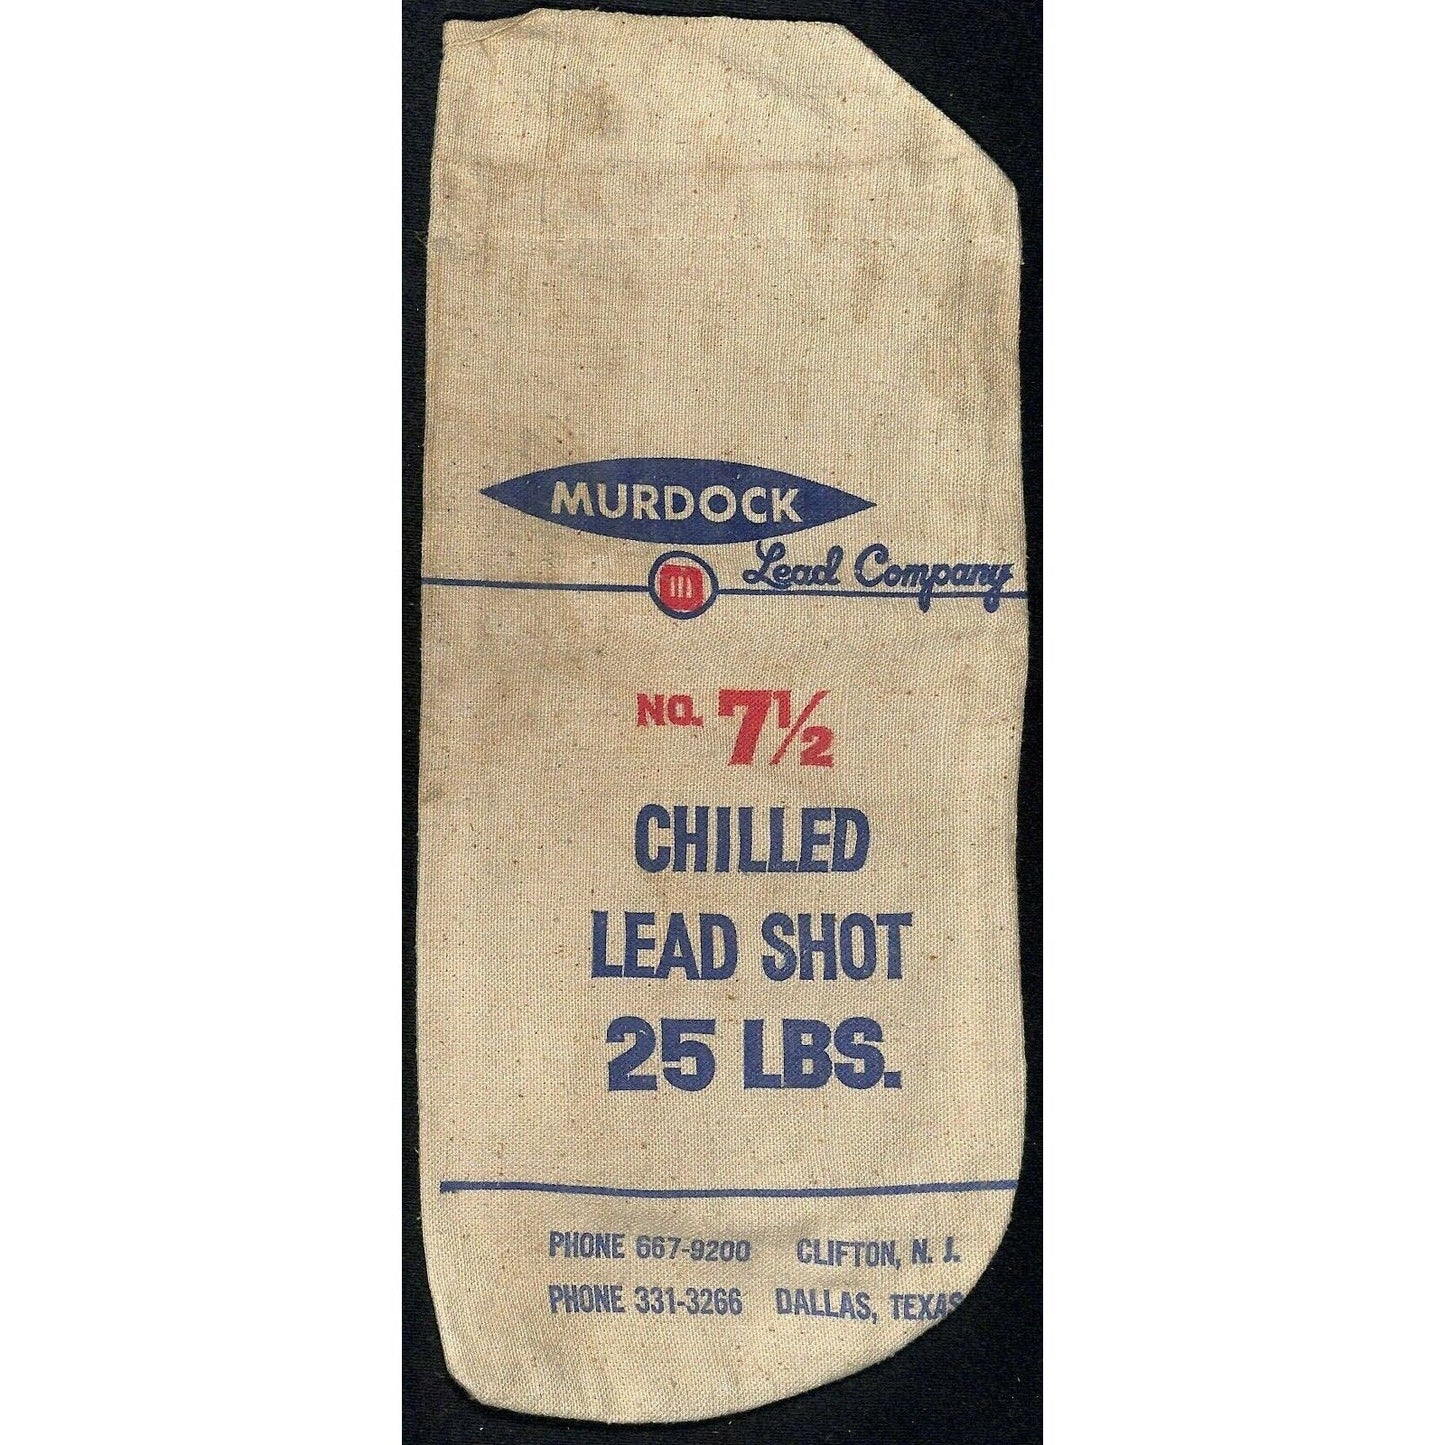 MURDOCK
m Lead Company
NO. 7½
CHILLED
LEAD SHOT
25 LBS.
PHONE 667-9200 CLIFTON, N. J.
PHONE 331-3266 DALLAS, TEXAS